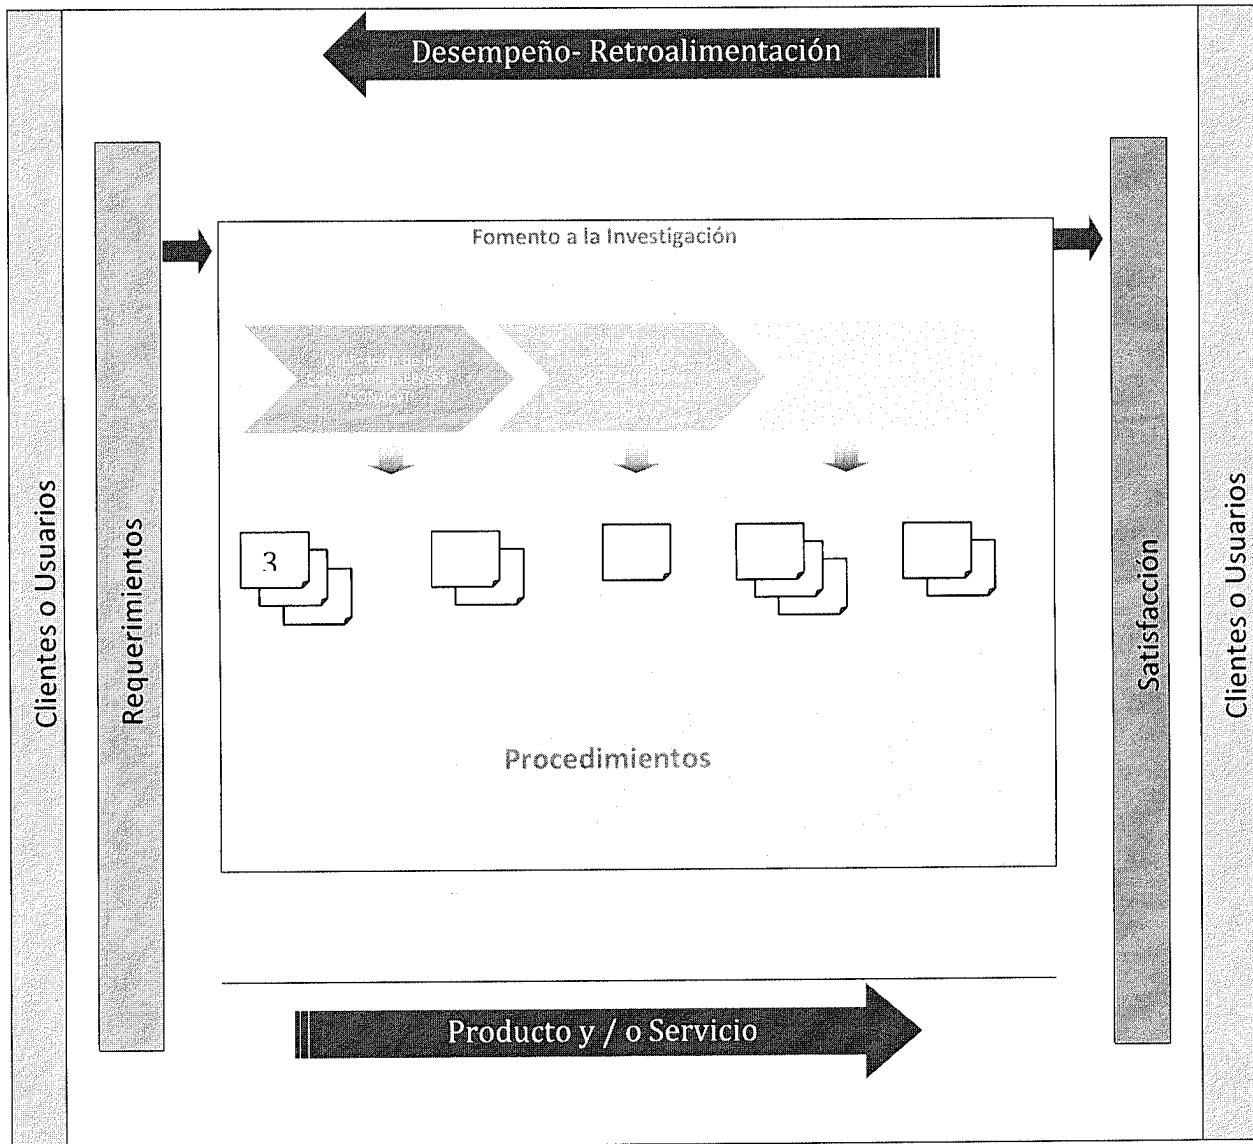 Desempeño- Retroalimentación
Clientes o Usuarios
Requerimientos
Fomento a la Investigación
3
Procedimientos
Satisfacción
Clientes o Usuarios
Producto y / o Servicio